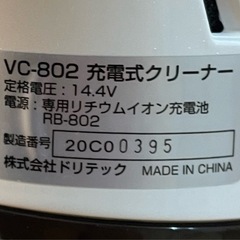 VC-802 充電式クリーナー
定格電圧：14.4V
電源：専用リチウムイオン充電池
RB-802
製造番号 20C00395
株式会社ドリテック MADE IN CHINA